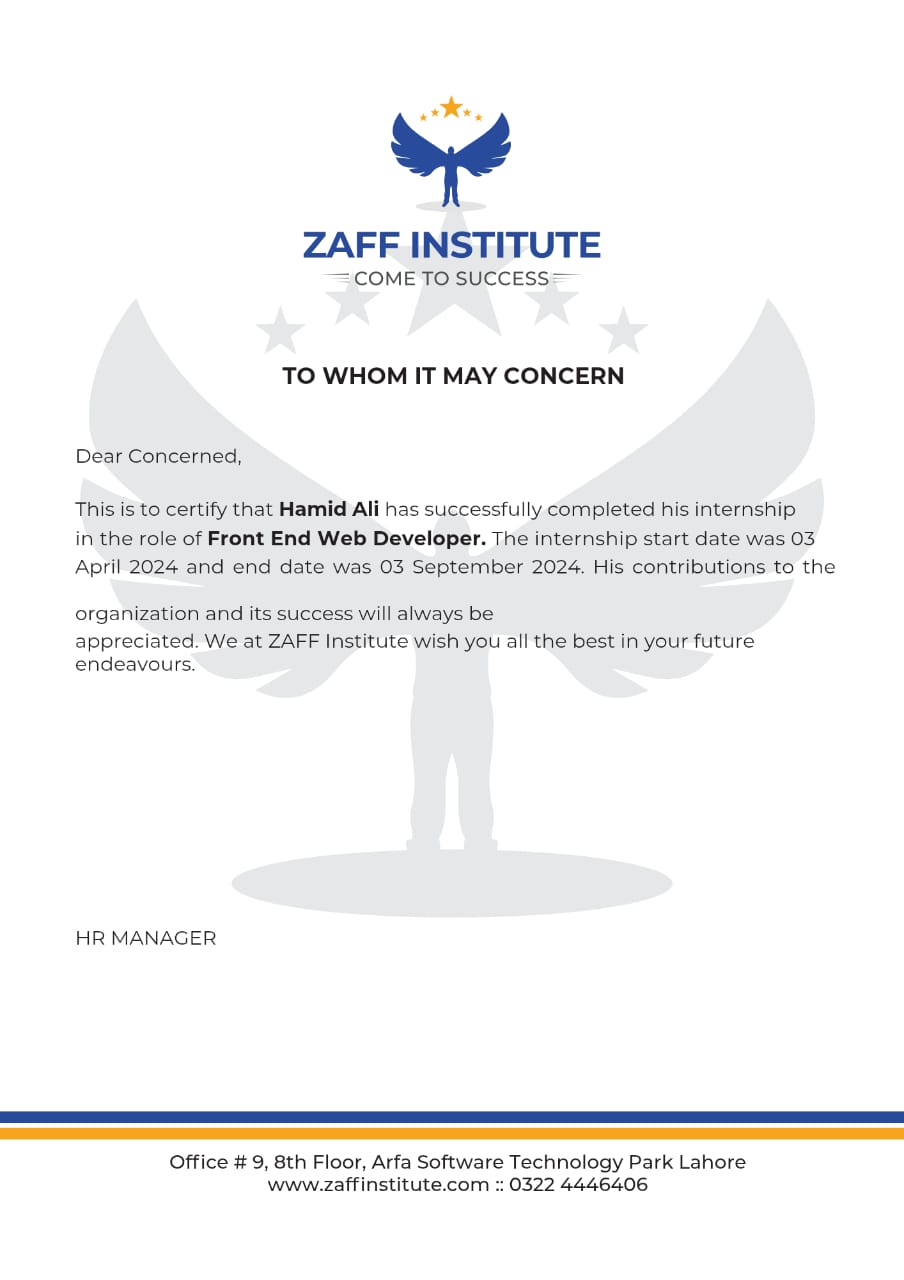 ZAFF INSTITUTE
COME TO SUCCESS
TO WHOM IT MAY CONCERN
Dear Concerned,
This is to certify that Hamid Ali has successfully completed his internship
in the role of Front End Web Developer. The internship start date was 03
April 2024 and end date was 03 September 2024. His contributions to the
organization and its success will always be
appreciated. We at ZAFF Institute wish you all the best in your future
endeavours.
HR MANAGER
Office # 9, 8th Floor, Arfa Software Technology Park Lahore
www.zaffinstitute.com :: 0322 4446406